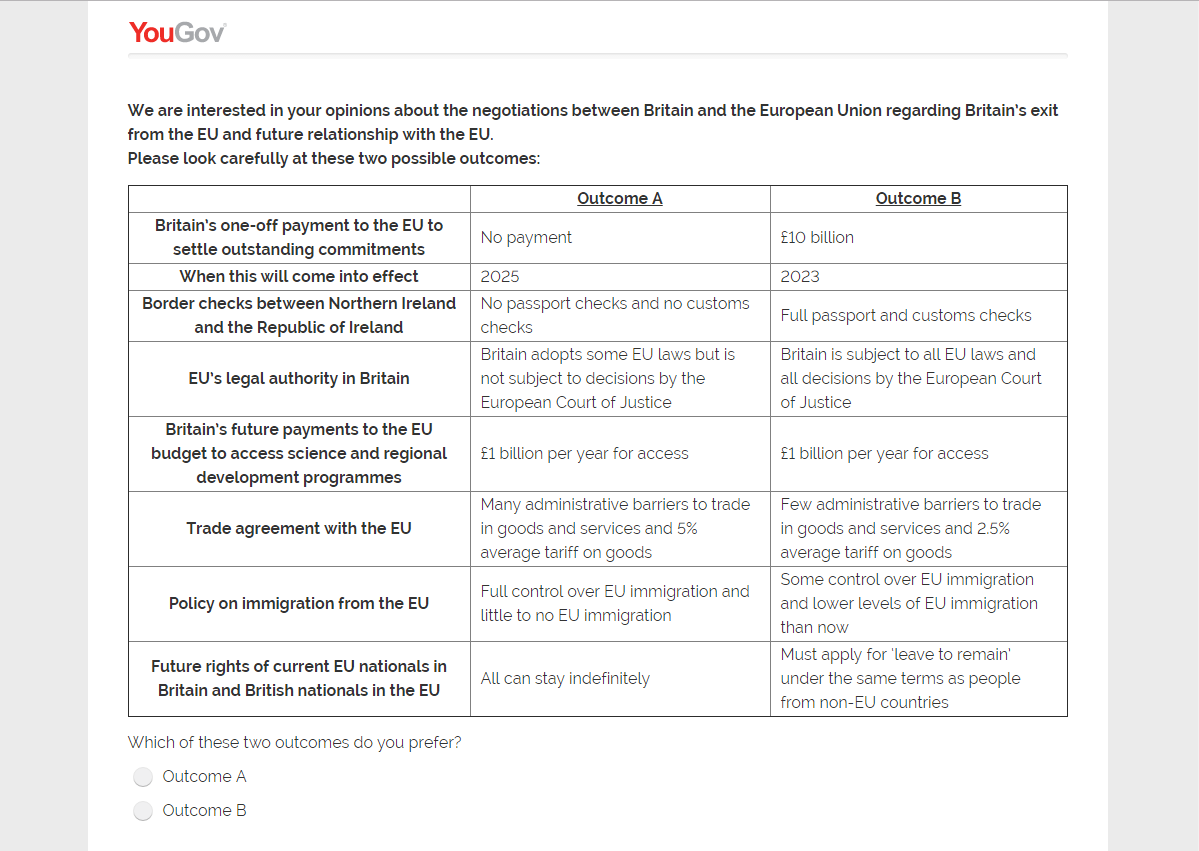 YouGov
We are interested in your opinions about the negotiations between Britain and the European Union regarding Britain's exit
from the EU and future relationship with the EU.
Please look carefully at these two possible outcomes:
Outcome A
Outcome B
Britain's one-off payment to the EU to
settle outstanding commitments
No payment
£10 billion
When this will come into effect
2025
2023
Border checks between Northern Ireland
and the Republic of Ireland
No passport checks and no customs
checks
Full passport and customs checks
EU's legal authority in Britain
Britain adopts some EU laws but is
not subject to decisions by the
European Court of Justice
Britain is subject to all EU laws and
all decisions by the European Court
of Justice
Britain's future payments to the EU
budget to access science and regional
development programmes
£1 billion per year for access
£1 billion per year for access
Trade agreement with the EU
Many administrative barriers to trade
in goods and services and 5%
average tariff on goods
Few administrative barriers to trade
in goods and services and 2.5%
average tariff on goods
Policy on immigration from the EU
Full control over EU immigration and
little to no EU immigration
Some control over EU immigration
and lower levels of EU immigration
than now
Future rights of current EU nationals in
Britain and British nationals in the EU
All can stay indefinitely
Must apply for 'leave to remain'
under the same terms as people
from non-EU countries
Which of these two outcomes do you prefer?
Outcome A
Outcome B